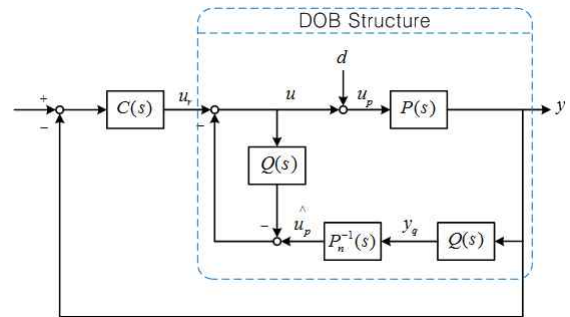 DOB Structure
d
+
C(s)
u_r
u
u_p
P(s)
y
−
−
Q(s)
−
û_p
P_n^{-1}(s)
y_q
Q(s)